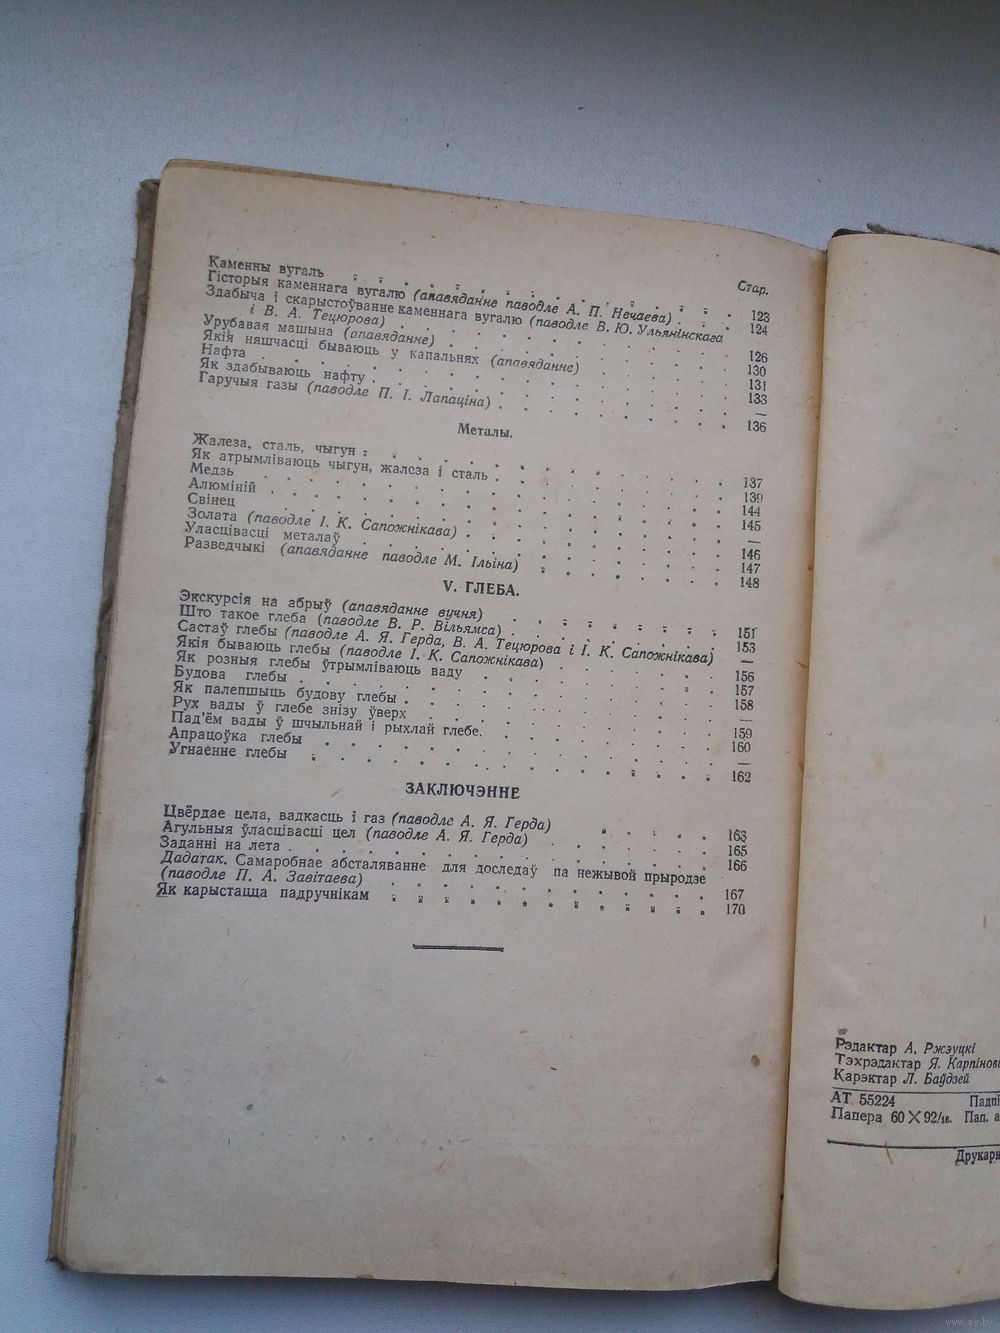 Стар.
Каменны вугаль 123
Гісторыя каменнага вугалю (апавяданне паводле А. П. Нечаева) 124
Здабыча і скарыстоўванне каменнага вугалю (паводле В. Ю. Ульянінскага
і В. А. Тецюрова) 126
Урубавая машына (апавяданне) 130
Якія няшчасці бываюць у капальнях (апавяданне) 131
Нафта 133
Як здабываюць нафту —
Гаручыя газы (паводле П. І. Лапаціна) 136
Металы.
Жалеза, сталь, чыгун 137
Як атрымліваюць чыгун, жалеза і сталь 139
Медзь 144
Алюміній 145
Свінец —
Золата (паводле І. К. Сапожнікава) 146
Уласцівасці металаў 147
Разведчыкі (апавяданне паводле М. Ільіна) 148
V. ГЛЕБА.
Экскурсія на абрыў (апавяданне вучня) 151
Што такое глеба (паводле В. Р. Вільямса) 153
Састаў глебы (паводле А. Я. Герда, В. А. Тецюрова і І. К. Сапожнікава) —
Якія бываюць глебы (паводле І. К. Сапожнікава) 156
Як розныя глебы ўтрымліваюць ваду 157
Будова глебы 158
Як палепшыць будову глебы —
Рух вады ў глебе знізу ўверх 159
Пад'ём вады ў шчыльнай і рыхлай глебе. 160
Апрацоўка глебы —
Угнаенне глебы 162
ЗАКЛЮЧЭННЕ
Цвёрдае цела, вадкасць і газ (паводле А. Я. Герда) 163
Агульныя ўласцівасці цел (паводле А. Я. Герда) 165
Заданні на лета 166
Дадатак. Самаробнае абсталяванне для доследаў па нежывой прыродзе
(паводле П. А. Завітаева) 167
Як карыстацца падручнікам 170
Рэдактар А. Ржэуцкі
Тэхрэдактар Я. Карпінові
Карэктар Л. Баўдзей
АТ 55224 Падпі
Папера 60×92/16. Пап. а
Друкарн
www.ay.by